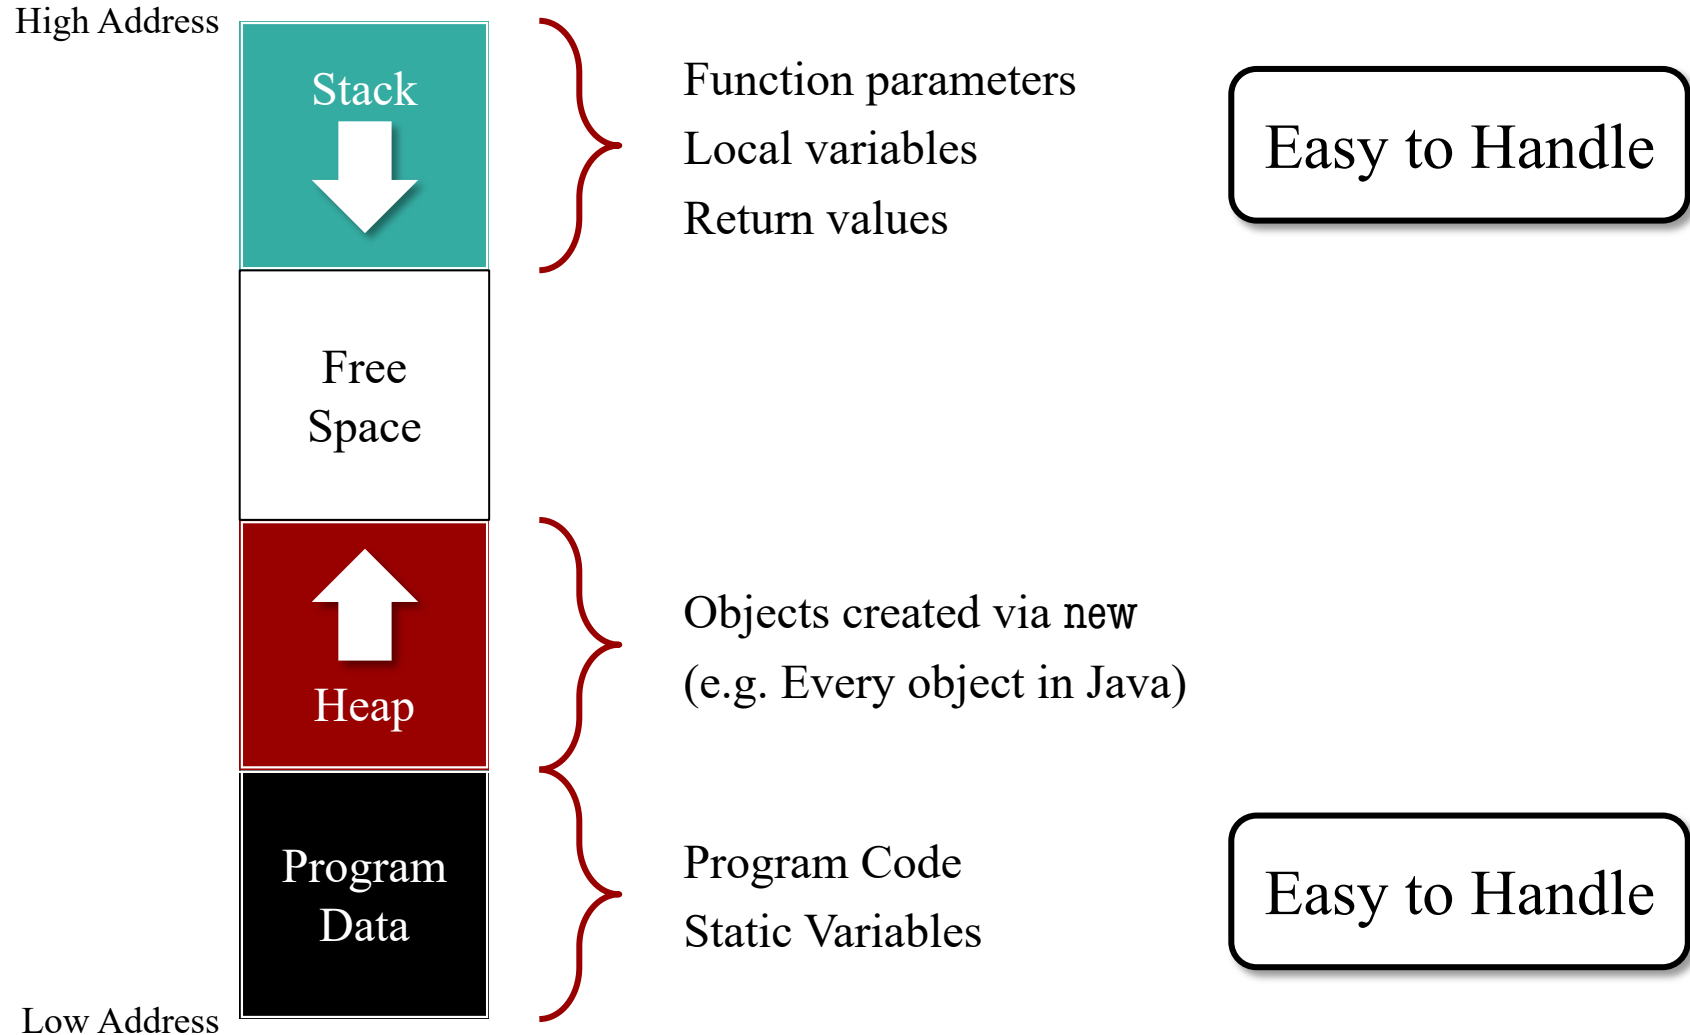 High Address
Stack
Function parameters
Local variables
Return values
Easy to Handle
Free
Space
Heap
Objects created via new
(e.g. Every object in Java)
Program
Data
Program Code
Static Variables
Easy to Handle
Low Address